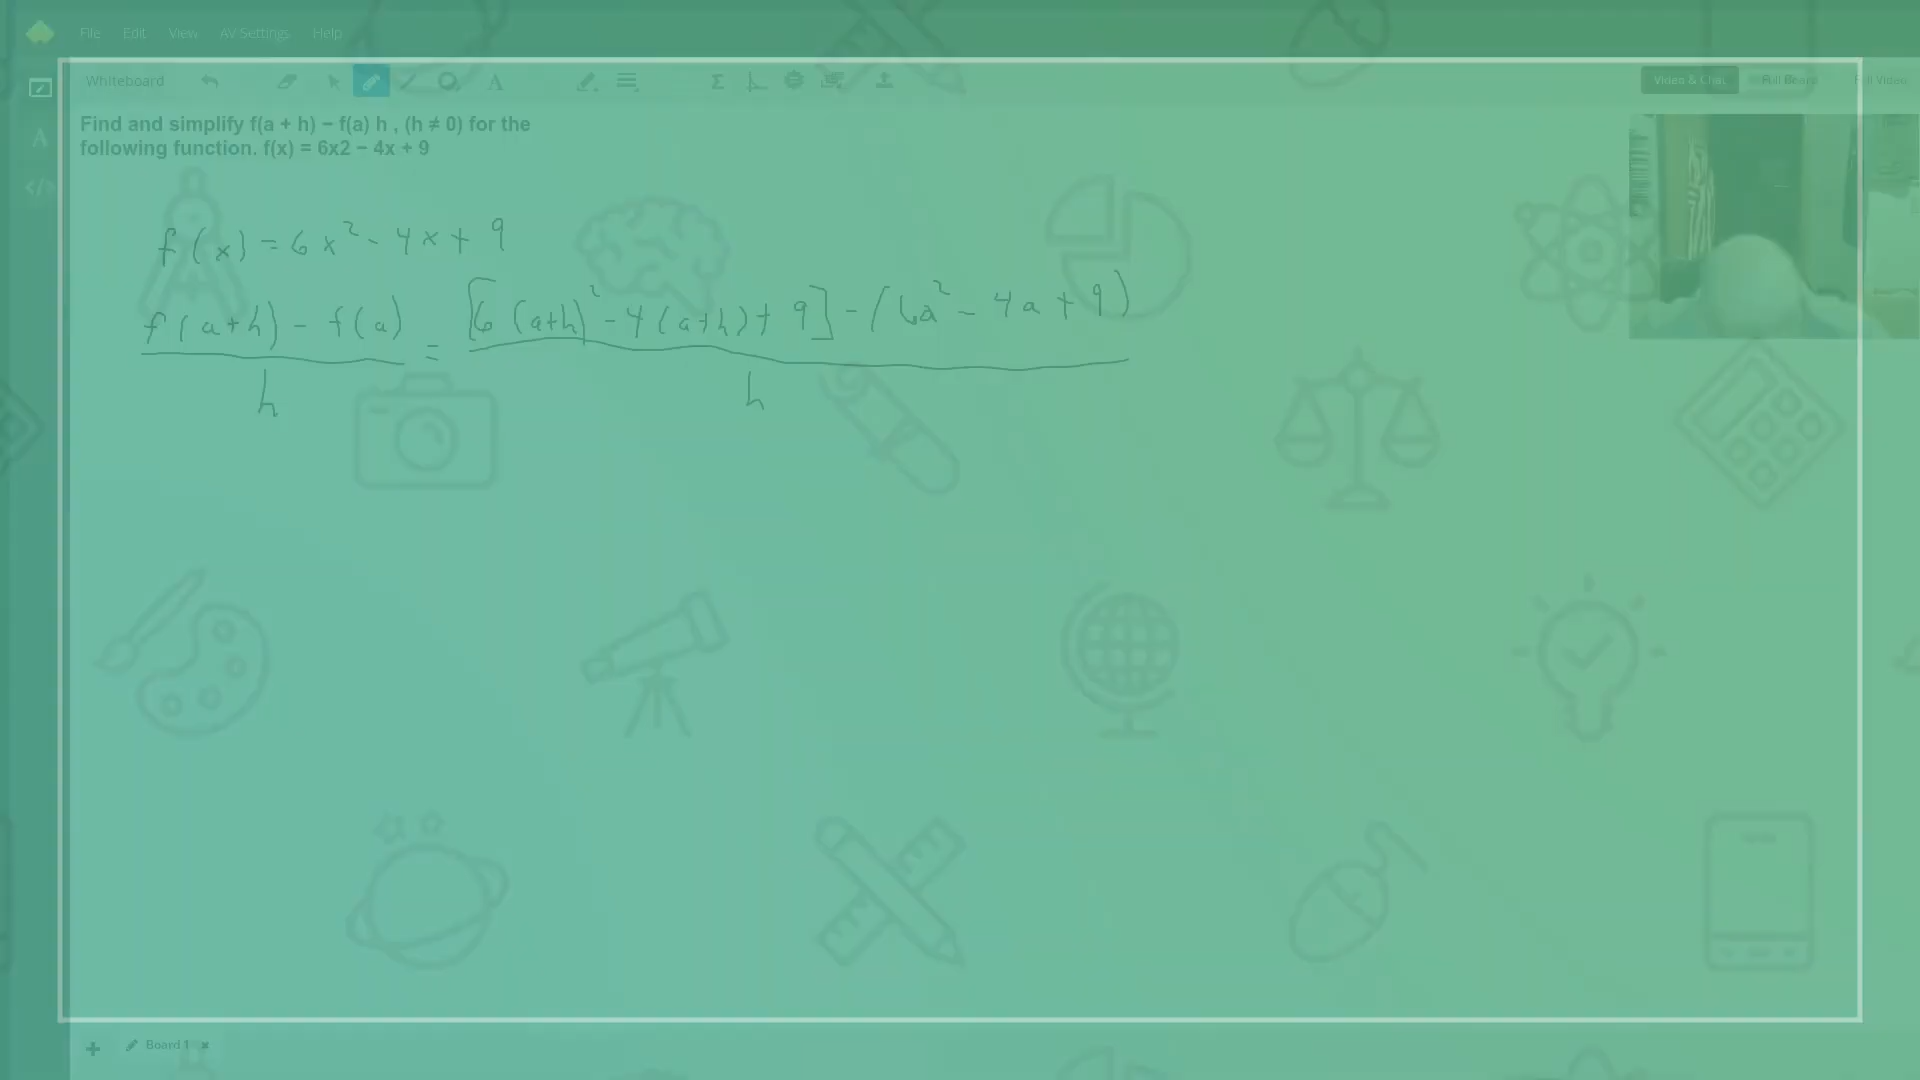 File Edit View AV Settings Help
Whiteboard A Σ Video & Chat Full Board Full Video
Find and simplify f(a + h) − f(a) h , (h ≠ 0) for the
following function. f(x) = 6x2 − 4x + 9
f(x) = 6x² - 4x + 9
f(a+h) - f(a) / h = [6(a+h)² - 4(a+h) + 9] - (6a² - 4a + 9) / h
Board 1